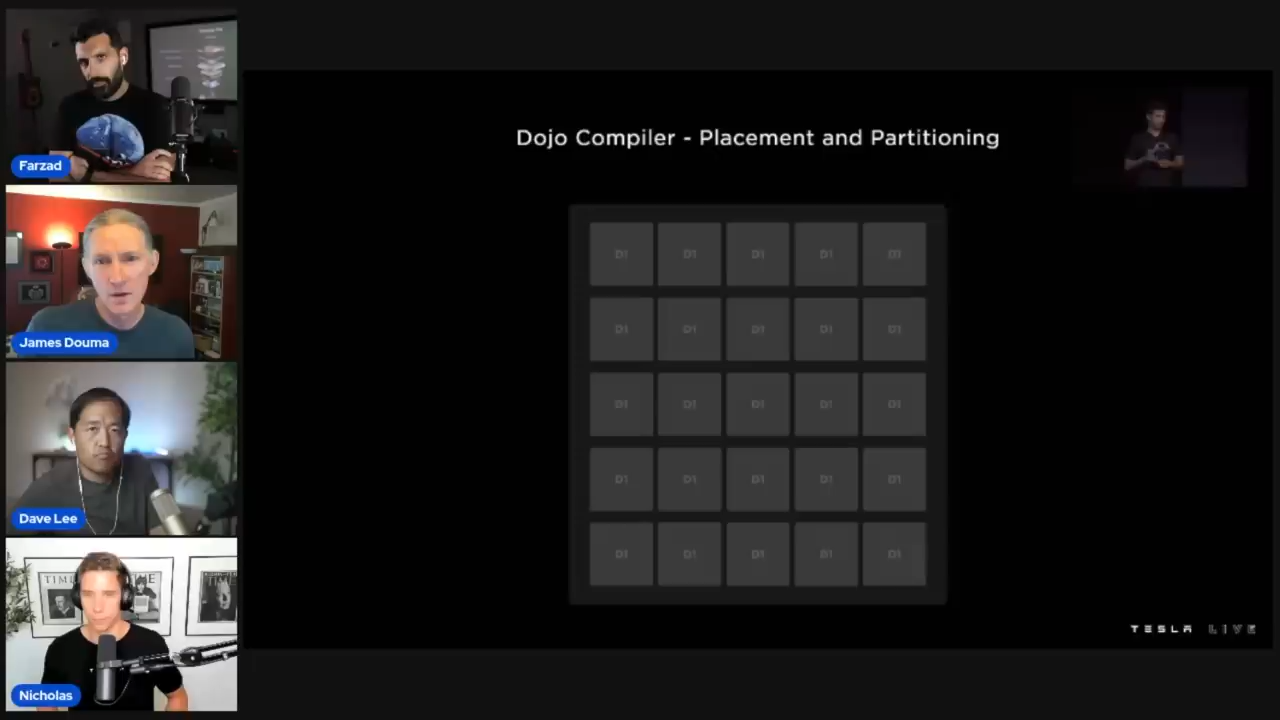 Farzad
James Douma
Dave Lee
TIME
Nicholas
Dojo Compiler - Placement and Partitioning
D1 D1 D1 D1 D1
D1 D1 D1 D1 D1
D1 D1 D1 D1 D1
D1 D1 D1 D1 D1
D1 D1 D1 D1 D1
TESLA LIVE